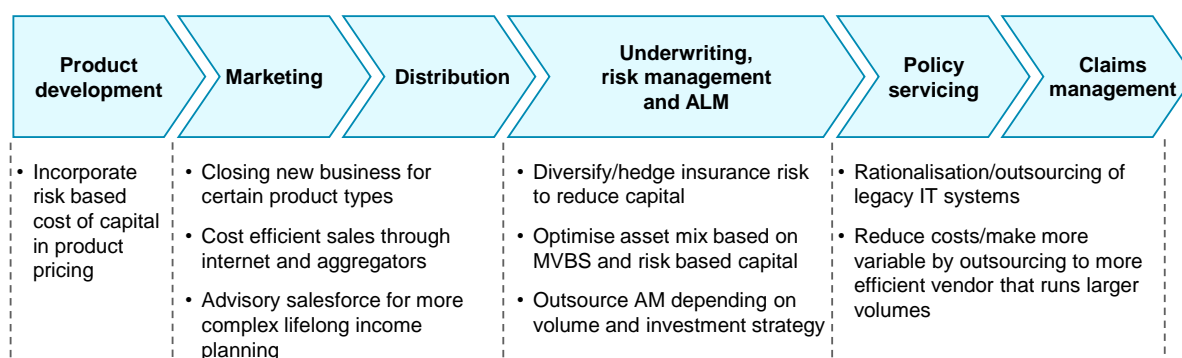 Product
development
Marketing
Distribution
Underwriting,
risk management
and ALM
Policy
servicing
Claims
management
• Incorporate
risk based
cost of capital
in product
pricing
• Closing new business for
certain product types
• Cost efficient sales through
internet and aggregators
• Advisory salesforce for more
complex lifelong income
planning
• Diversify/hedge insurance risk
to reduce capital
• Optimise asset mix based on
MVBS and risk based capital
• Outsource AM depending on
volume and investment strategy
• Rationalisation/outsourcing of
legacy IT systems
• Reduce costs/make more
variable by outsourcing to more
efficient vendor that runs larger
volumes